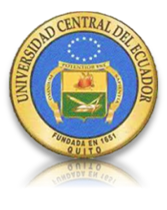 UNIVERSIDAD CENTRAL DEL ECUADOR
FUNDADA EN 1651
QUITO